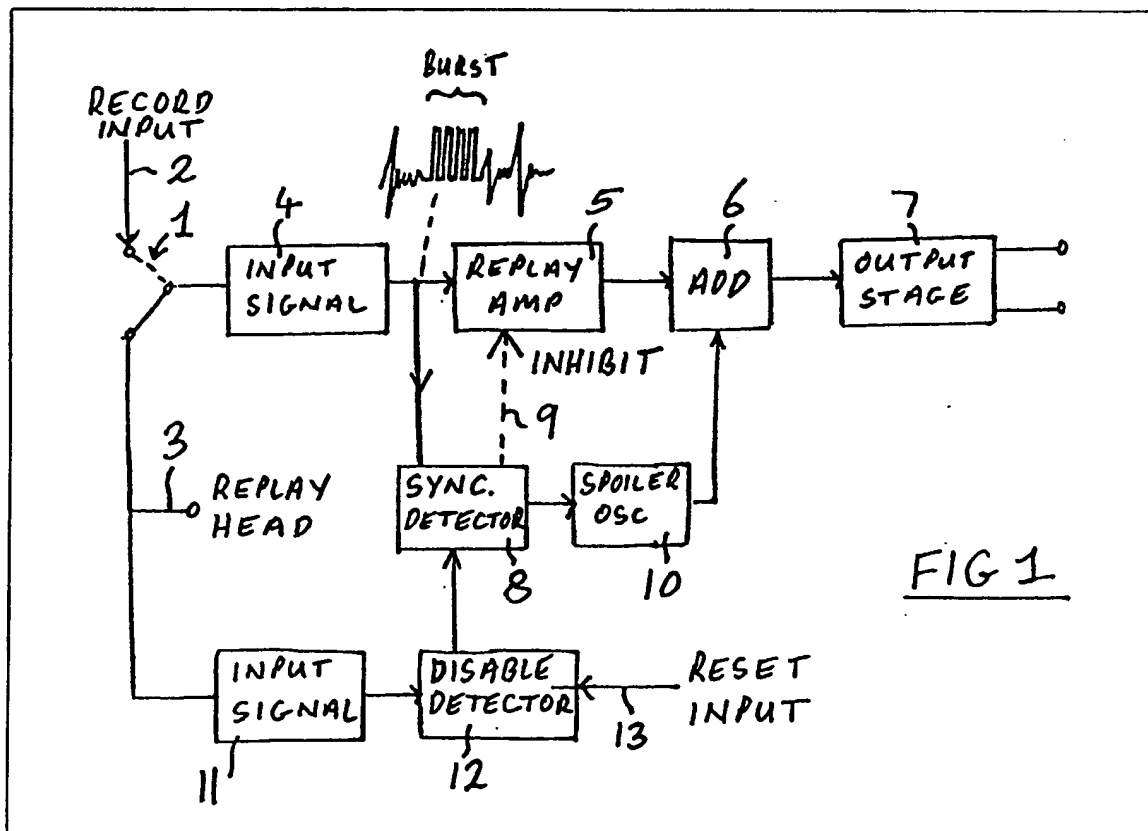 BURST
RECORD
INPUT
2
1
4
5
6
7
INPUT
SIGNAL
REPLAY
AMP
ADD
OUTPUT
STAGE
INHIBIT
9
3
REPLAY
HEAD
SYNC.
DETECTOR
SPOILER
OSC
8
10
FIG 1
INPUT
SIGNAL
DISABLE
DETECTOR
RESET
INPUT
13
11
12